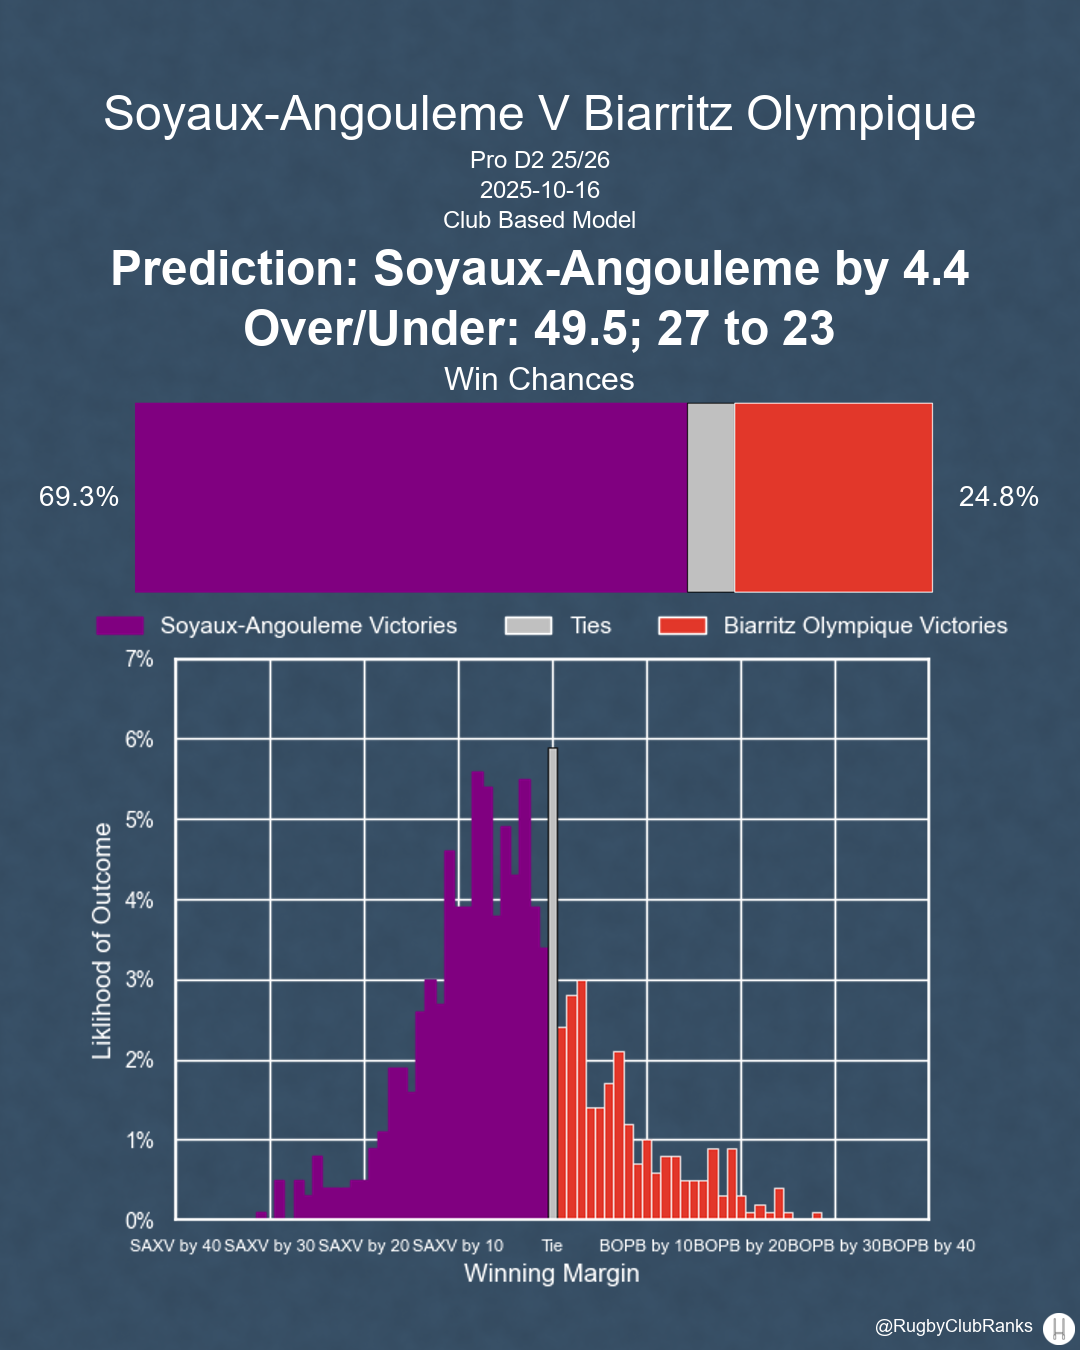 Soyaux-Angouleme V Biarritz Olympique
Pro D2 25/26
2025-10-16
Club Based Model
Prediction: Soyaux-Angouleme by 4.4
Over/Under: 49.5; 27 to 23
Win Chances
69.3%
24.8%
Soyaux-Angouleme Victories
Ties
Biarritz Olympique Victories
7%
6%
5%
4%
3%
2%
1%
0%
Liklihood of Outcome
SAXV by 40 SAXV by 30 SAXV by 20 SAXV by 10 Tie BOPB by 10 BOPB by 20 BOPB by 30 BOPB by 40
Winning Margin
@RugbyClubRanks